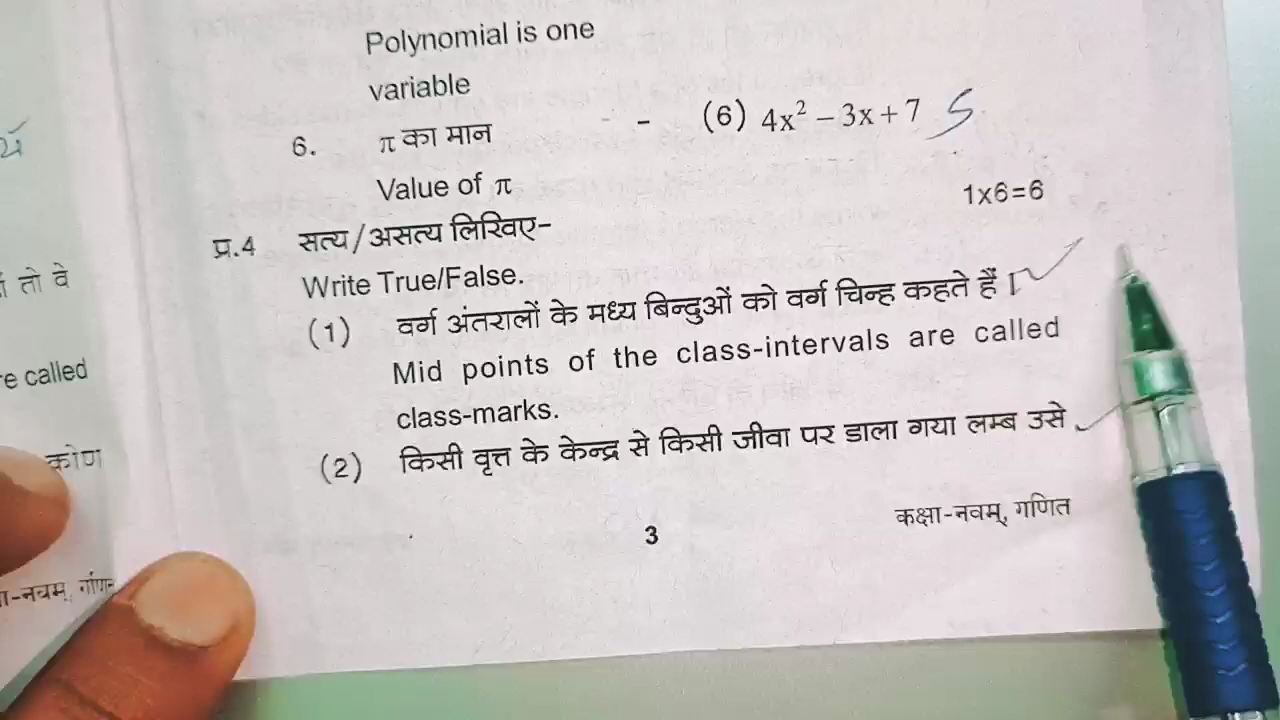 Polynomial is one
variable
6. π का मान - (6) 4x² – 3x + 7 5
Value of π
1x6=6
प्र.4 सत्य/असत्य लिखिए-
Write True/False.
(1) वर्ग अंतरालों के मध्य बिन्दुओं को वर्ग चिन्ह कहते हैं।
Mid points of the class-intervals are called
class-marks.
(2) किसी वृत्त के केन्द्र से किसी जीवा पर डाला गया लम्ब उसे
3
कक्षा-नवम्, गणित
तो वे
e called
कोण
-नवम्,